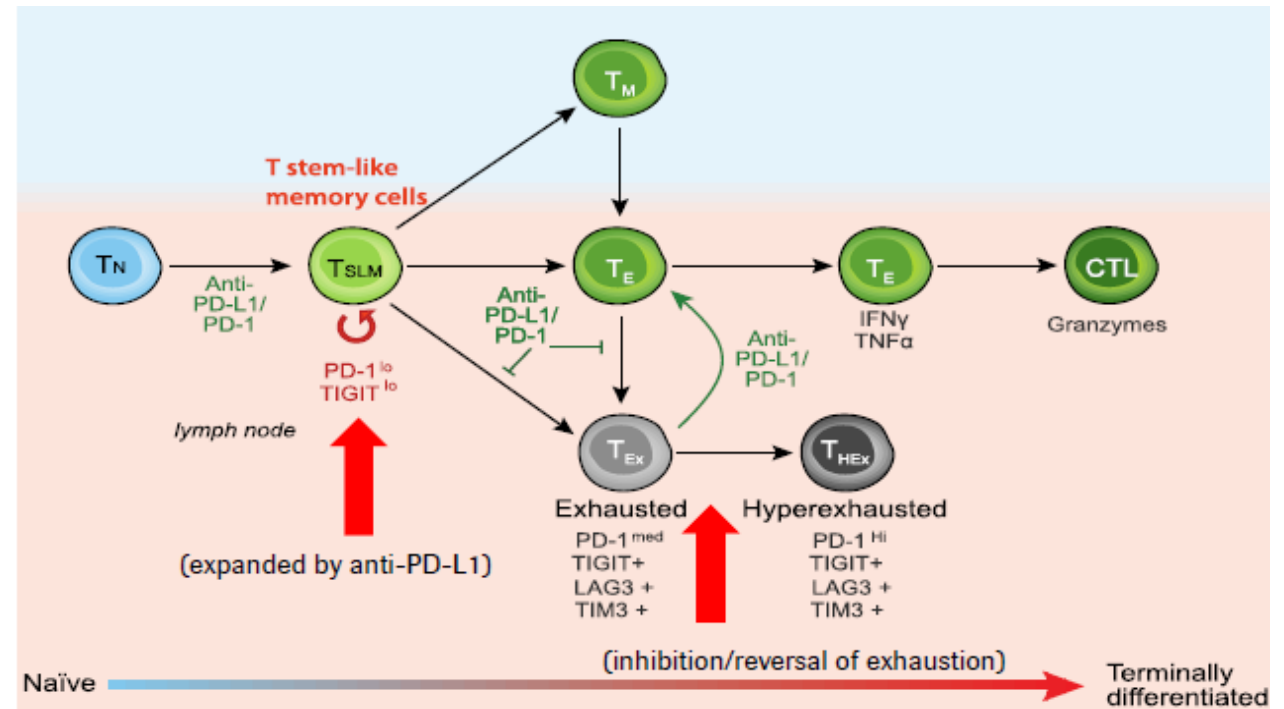 TM
T stem-like
memory cells
TN
Anti-
PD-L1/
PD-1
TSLM
PD-1 lo
TIGIT lo
Anti-
PD-L1/
PD-1
TE
Anti-
PD-L1/
PD-1
TE
IFNγ
TNFα
CTL
Granzymes
lymph node
(expanded by anti-PD-L1)
TEx
Exhausted
PD-1 med
TIGIT+
LAG3 +
TIM3 +
THEx
Hyperexhausted
PD-1 Hi
TIGIT+
LAG3 +
TIM3 +
(inhibition/reversal of exhaustion)
Naïve
Terminally
differentiated